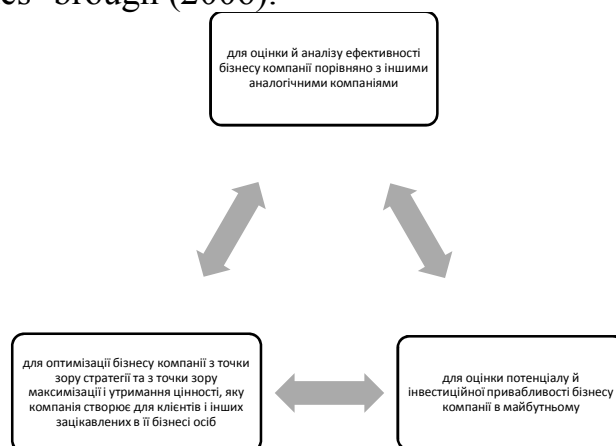 brough (2006).
для оцінки й аналізу ефективності
бізнесу компанії порівняно з іншими
аналогічними компаніями
для оптимізації бізнесу компанії з точки
зору стратегії та з точки зору
максимізації і утримання цінності, яку
компанія створює для клієнтів і інших
зацікавлених в її бізнесі осіб
для оцінки потенціалу й
інвестиційної привабливості бізнесу
компанії в майбутньому